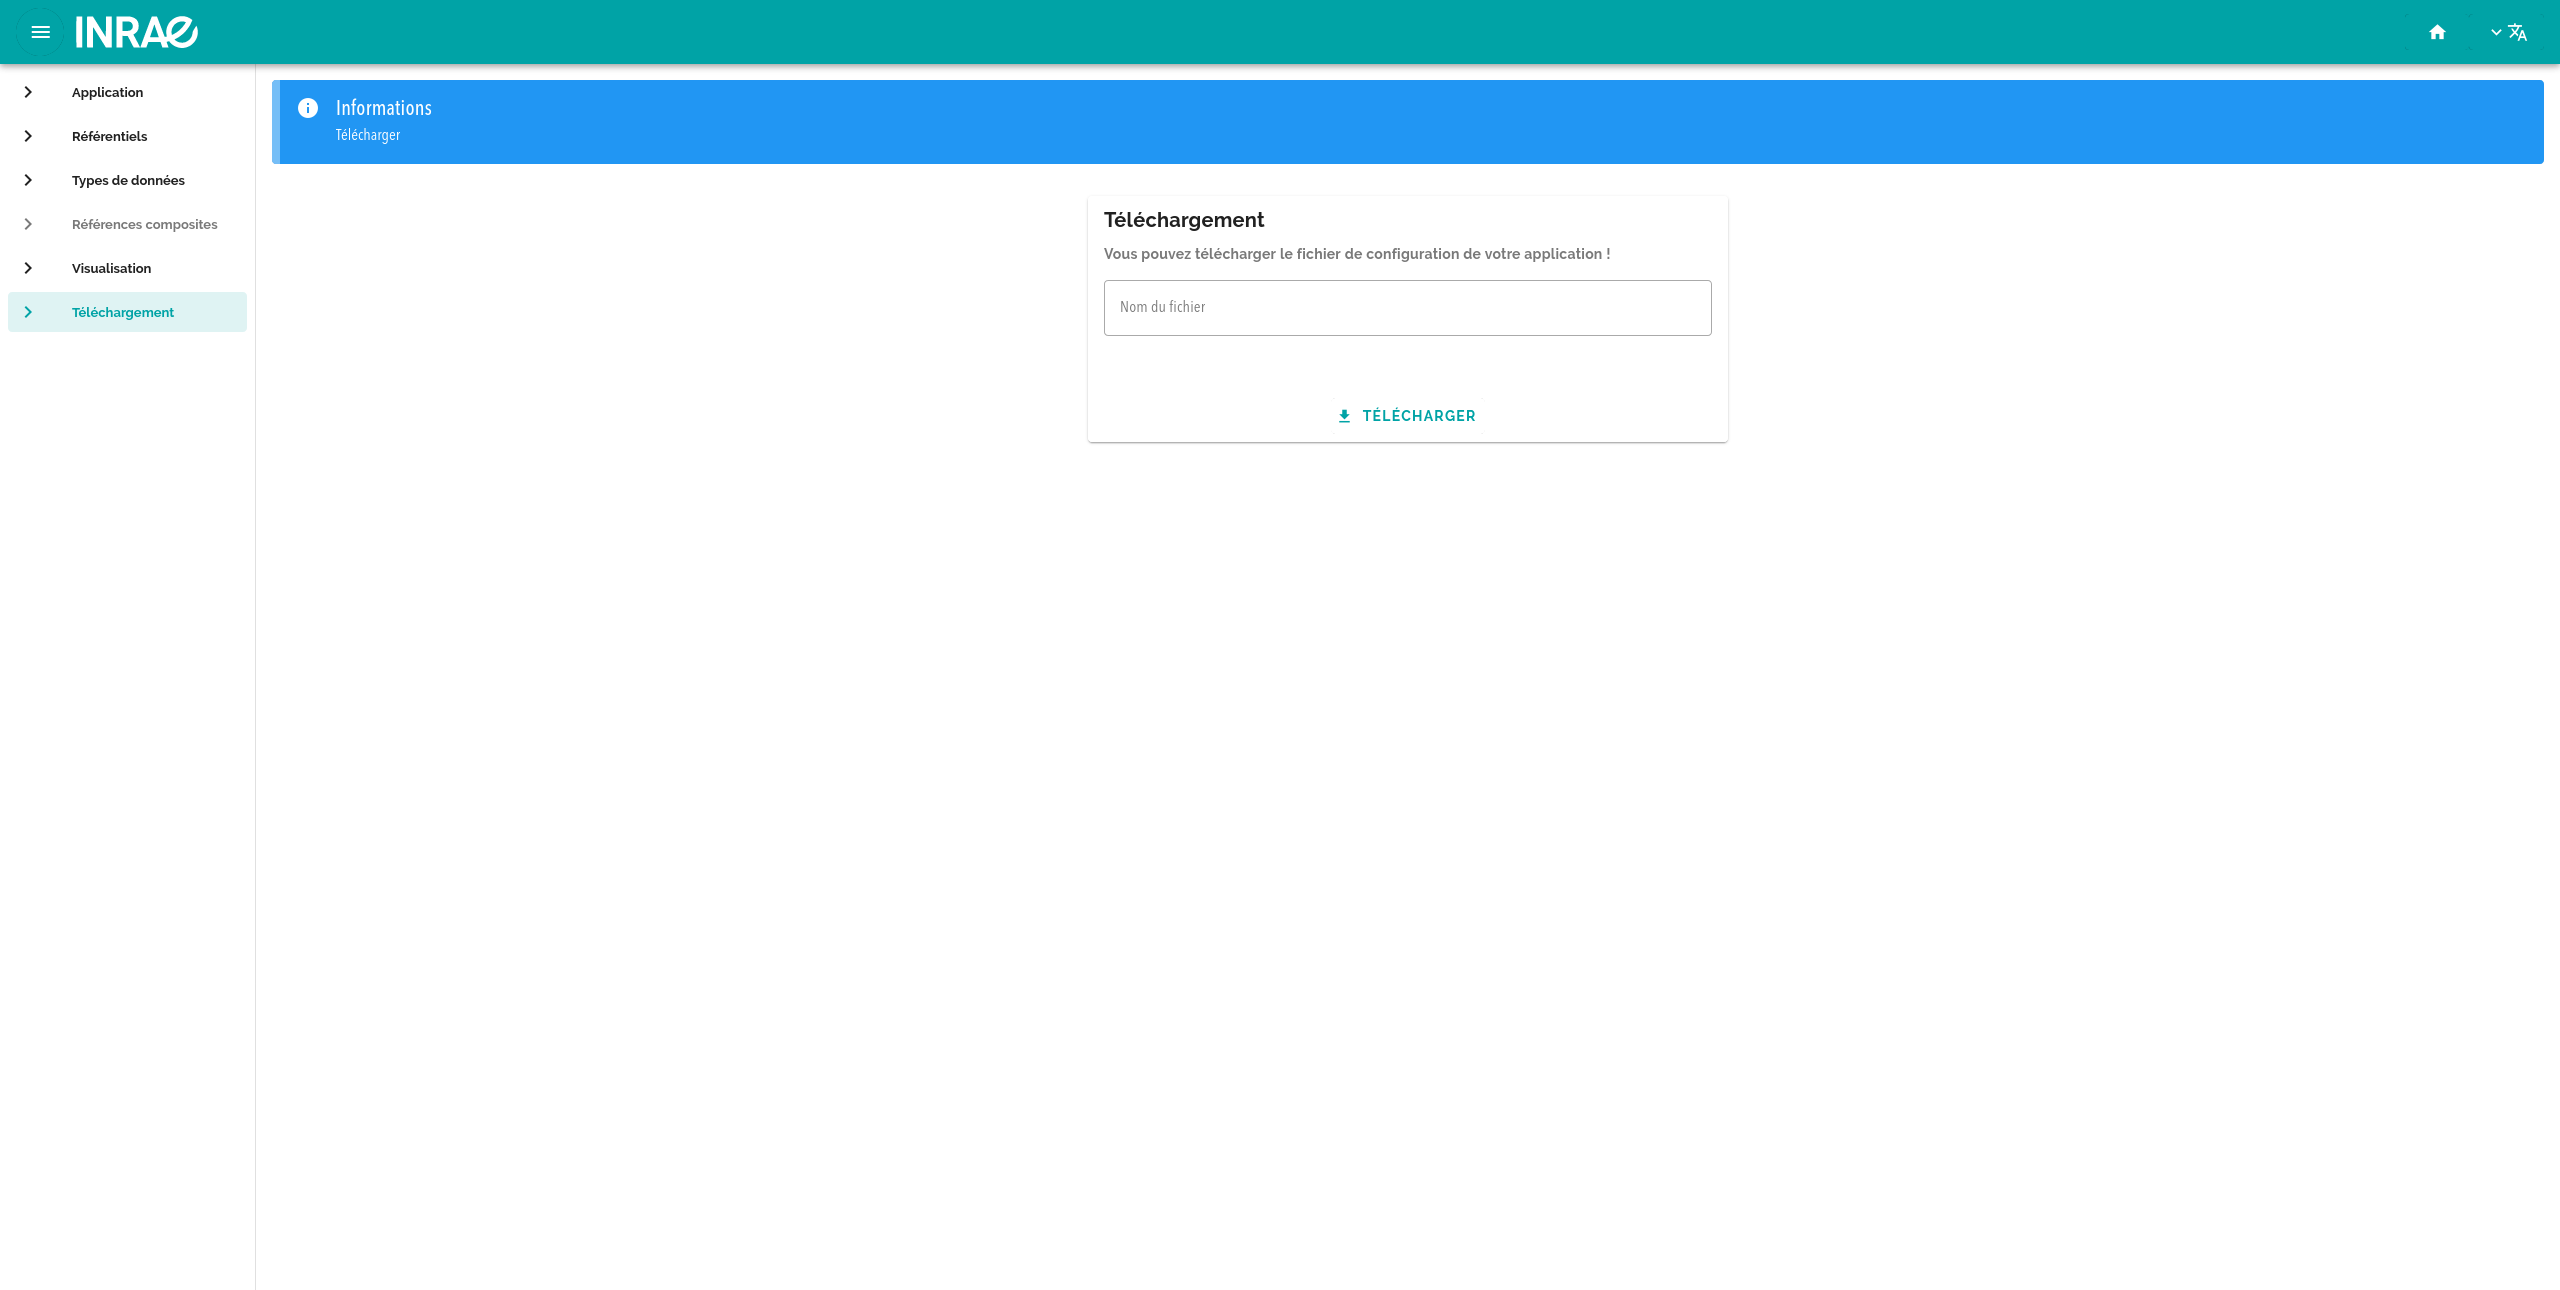 INRAE
Application
Référentiels
Types de données
Références composites
Visualisation
Téléchargement
Informations
Télécharger
Téléchargement
Vous pouvez télécharger le fichier de configuration de votre application !
Nom du fichier
TÉLÉCHARGER